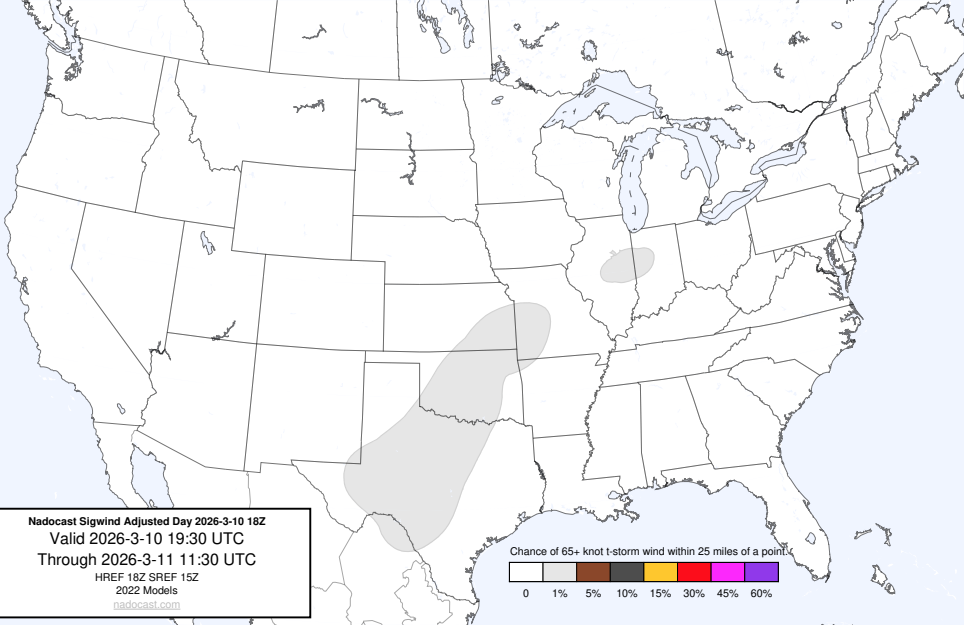 Nadocast Sigwind Adjusted Day 2026-3-10 18Z
Valid 2026-3-10 19:30 UTC
Through 2026-3-11 11:30 UTC
HREF 18Z SREF 15Z
2022 Models
nadocast.com
Chance of 65+ knot t-storm wind within 25 miles of a point.
0 1% 5% 10% 15% 30% 45% 60%